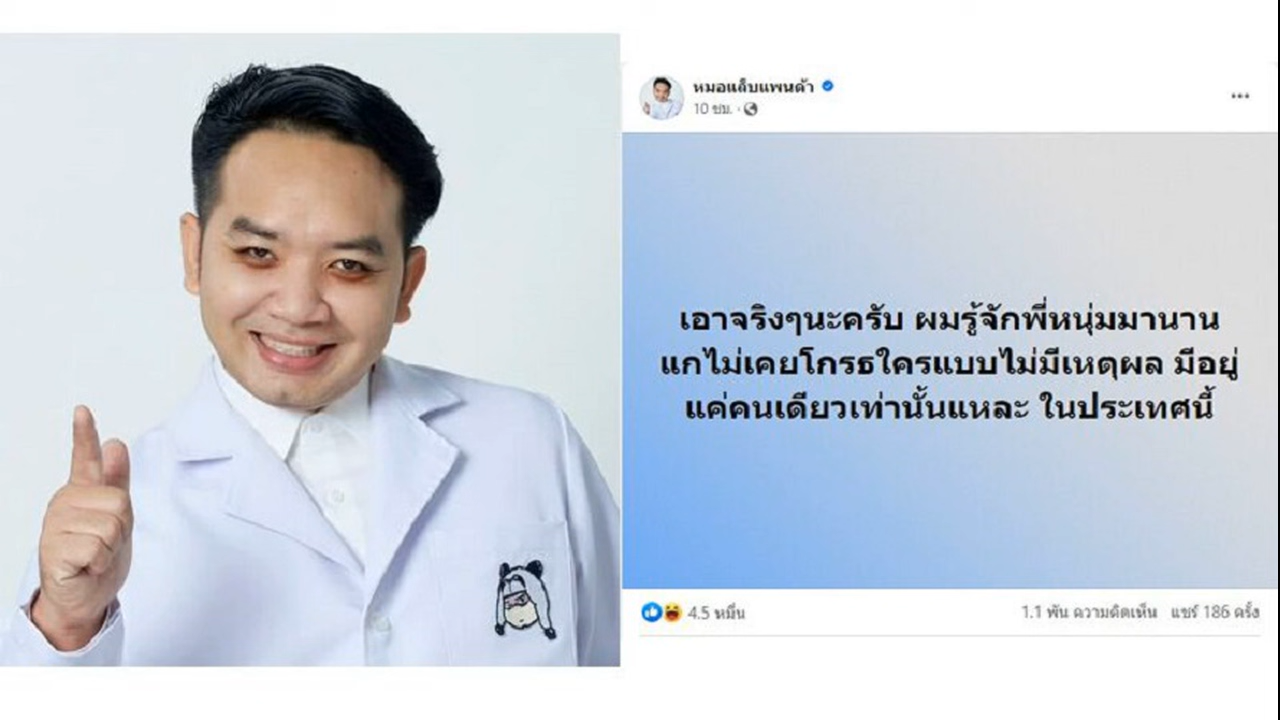 หมอแล็บแพนด้า
10 ชม. ·
เอาจริงๆนะครับ ผมรู้จักพี่หนุ่มมานาน
แกไม่เคยโกรธใครแบบไม่มีเหตุผล มีอยู่
แค่คนเดียวเท่านั้นแหละ ในประเทศนี้
4.5 หมื่น
1.1 พัน ความคิดเห็น แชร์ 186 ครั้ง